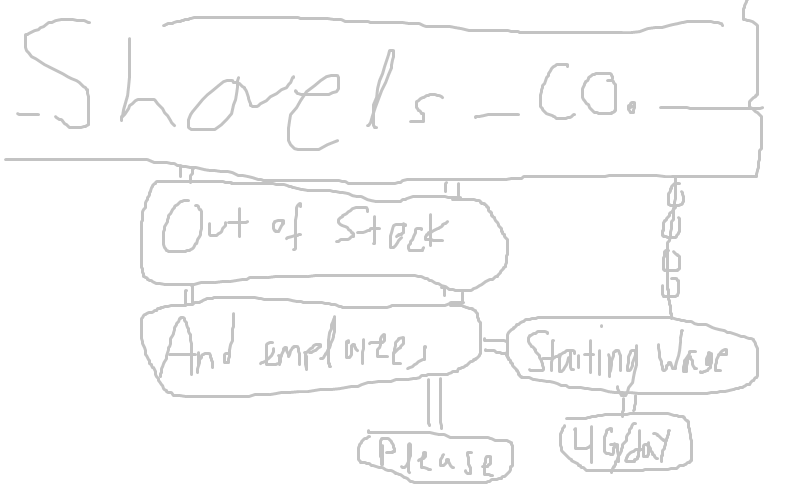 Shovels Co.
Out of Stock
And employees
Starting Wage
Please
4G/day